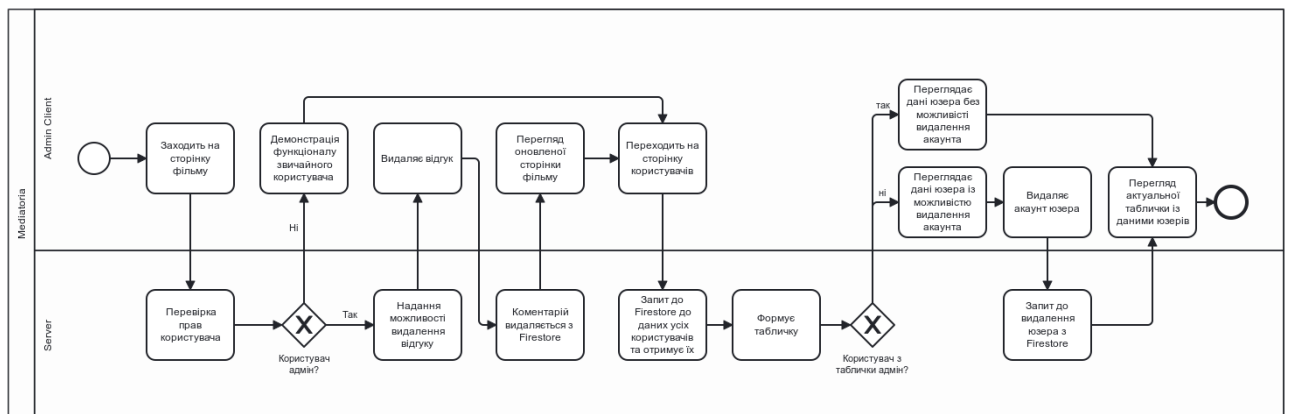 Mediatoria
Admin Client
Server
Заходить на
сторінку
фільму
Демонстрація
функціоналу
звичайного
користувача
Видаляє відгук
Перегляд
оновленої
сторінки
фільму
Переходить на
сторінку
користувачів
Ні
Перевірка
прав
користувача
Користувач
адмін?
Так
Надання
можливості
видалення
відгуку
Коментарій
видаляється з
Firestore
Запит до
Firestore до
даних усіх
користувачів
та отримує їх
Формує
табличку
Користувач з
таблички адмін?
так
Переглядає
дані юзера без
можливісті
видалення
акаунта
ні
Переглядає
дані юзера із
можливістю
видалення
акаунта
Видаляє
акаунт юзера
Запит до
видалення
юзера з
Firestore
Перегляд
актуальної
таблички із
даними юзерів